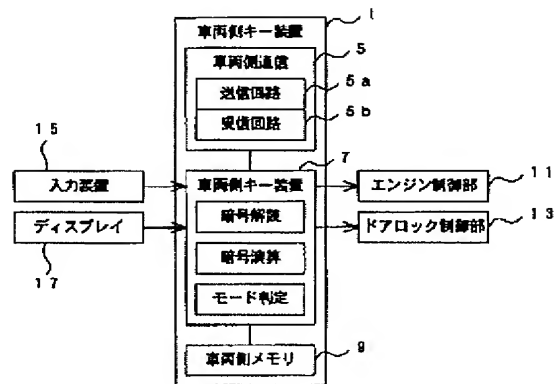 車両側キー装置
1
車両側通信
5
送信回路
5a
受信回路
5b
15
入力装置
ディスプレイ
17
車両側キー装置
7
暗号解読
暗号演算
モード判定
エンジン制御部
11
ドアロック制御部
13
車両側メモリ
9